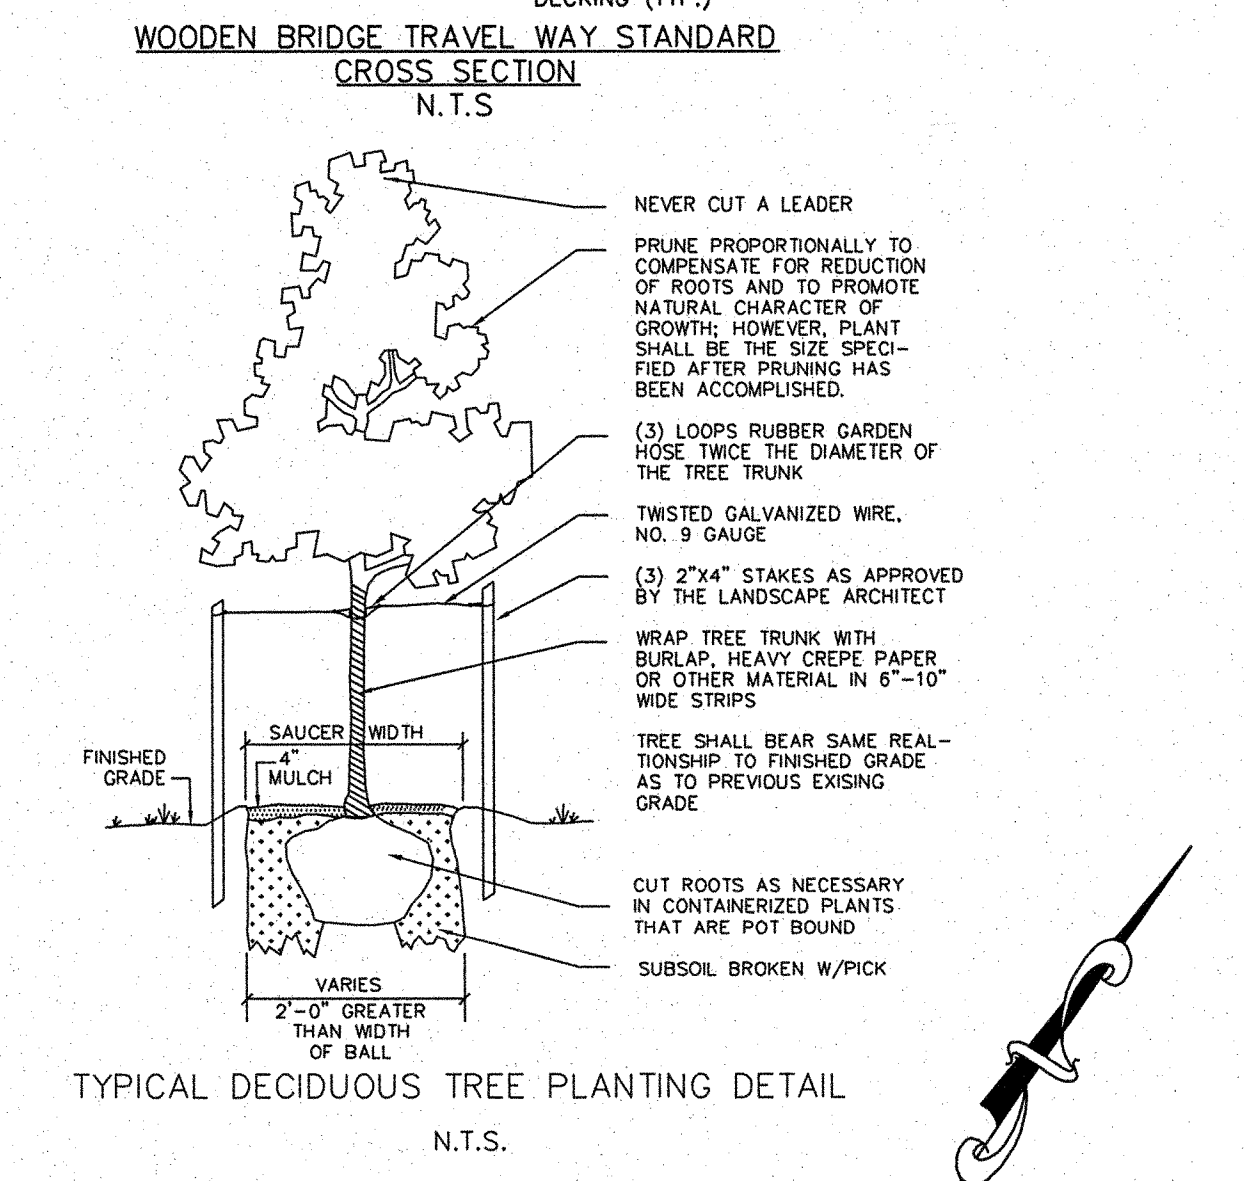 DECKING (TYP.)
WOODEN BRIDGE TRAVEL WAY STANDARD
CROSS SECTION
N.T.S
NEVER CUT A LEADER
PRUNE PROPORTIONALLY TO
COMPENSATE FOR REDUCTION
OF ROOTS AND TO PROMOTE
NATURAL CHARACTER OF
GROWTH; HOWEVER, PLANT
SHALL BE THE SIZE SPECI-
FIED AFTER PRUNING HAS
BEEN ACCOMPLISHED.
(3) LOOPS RUBBER GARDEN
HOSE TWICE THE DIAMETER OF
THE TREE TRUNK
TWISTED GALVANIZED WIRE,
NO. 9 GAUGE
(3) 2"X4" STAKES AS APPROVED
BY THE LANDSCAPE ARCHITECT
WRAP TREE TRUNK WITH
BURLAP, HEAVY CREPE PAPER
OR OTHER MATERIAL IN 6"-10"
WIDE STRIPS
SAUCER WIDTH
FINISHED
GRADE
4"
MULCH
TREE SHALL BEAR SAME REAL-
TIONSHIP TO FINISHED GRADE
AS TO PREVIOUS EXISING
GRADE
CUT ROOTS AS NECESSARY
IN CONTAINERIZED PLANTS
THAT ARE POT BOUND
SUBSOIL BROKEN W/PICK
VARIES
2'-0" GREATER
THAN WIDTH
OF BALL
TYPICAL DECIDUOUS TREE PLANTING DETAIL
N.T.S.